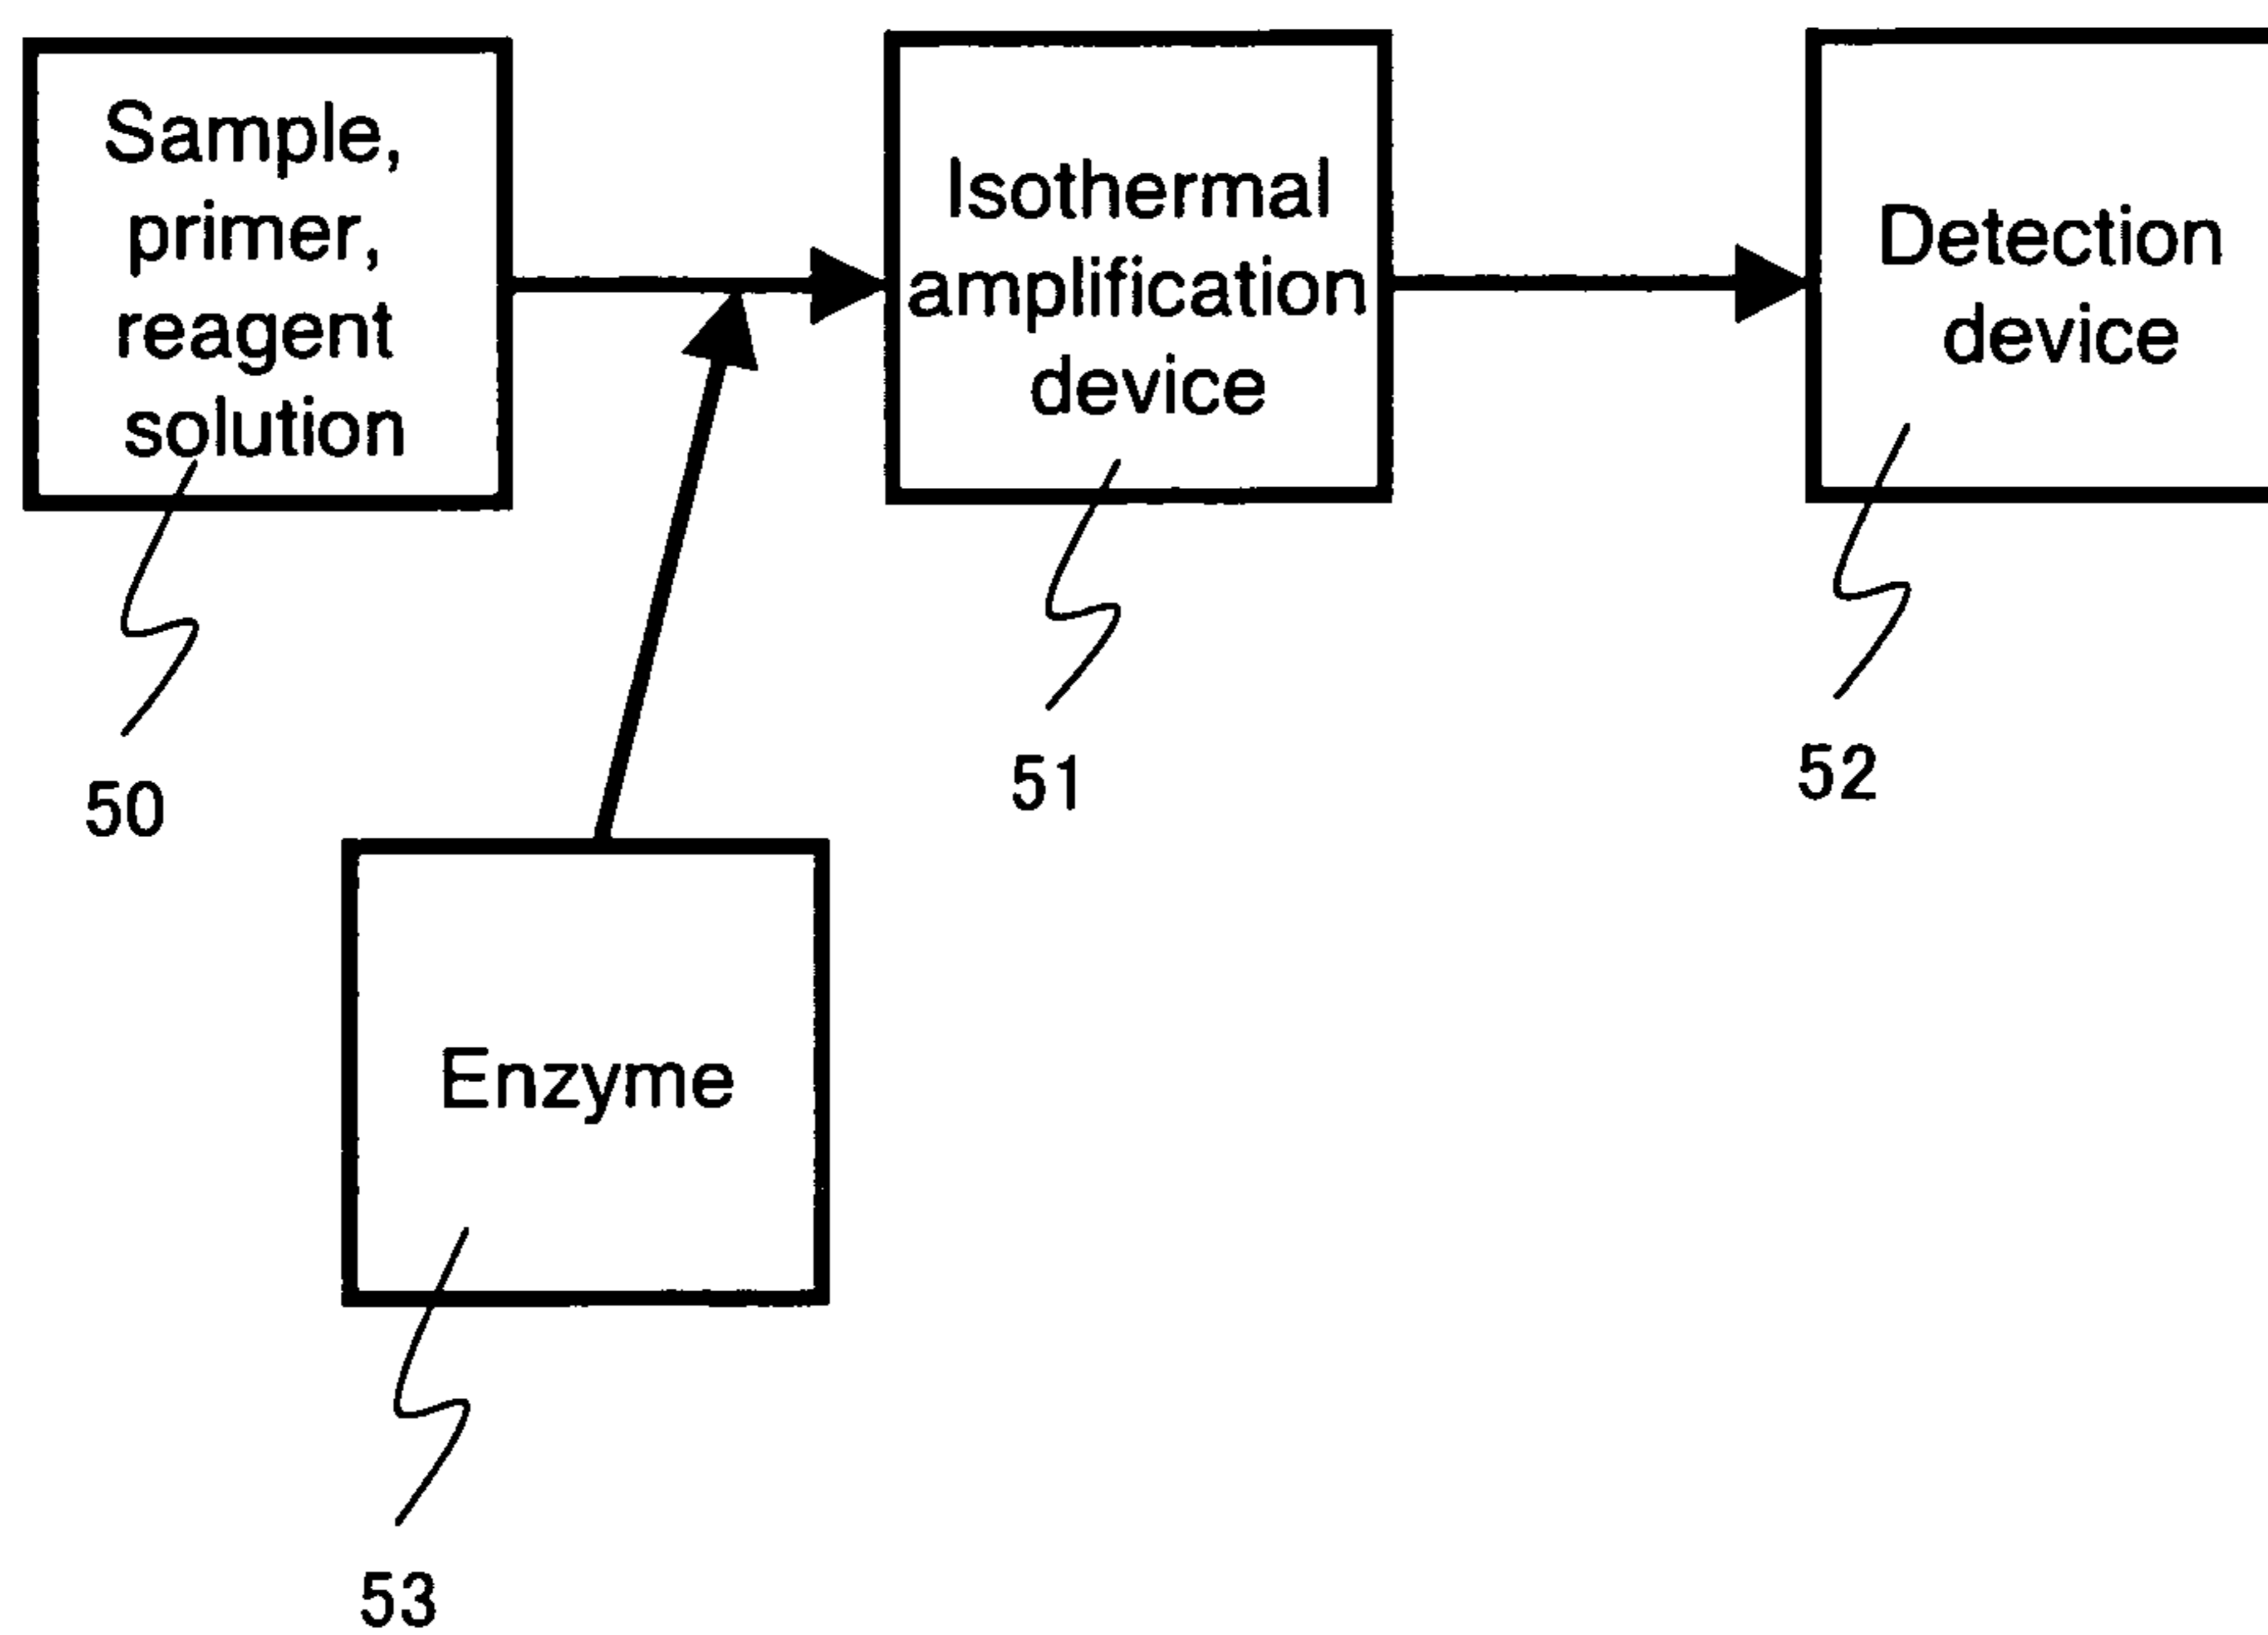 Sample,
primer,
reagent
solution
Isothermal
amplification
device
Detection
device
50
51
52
Enzyme
53